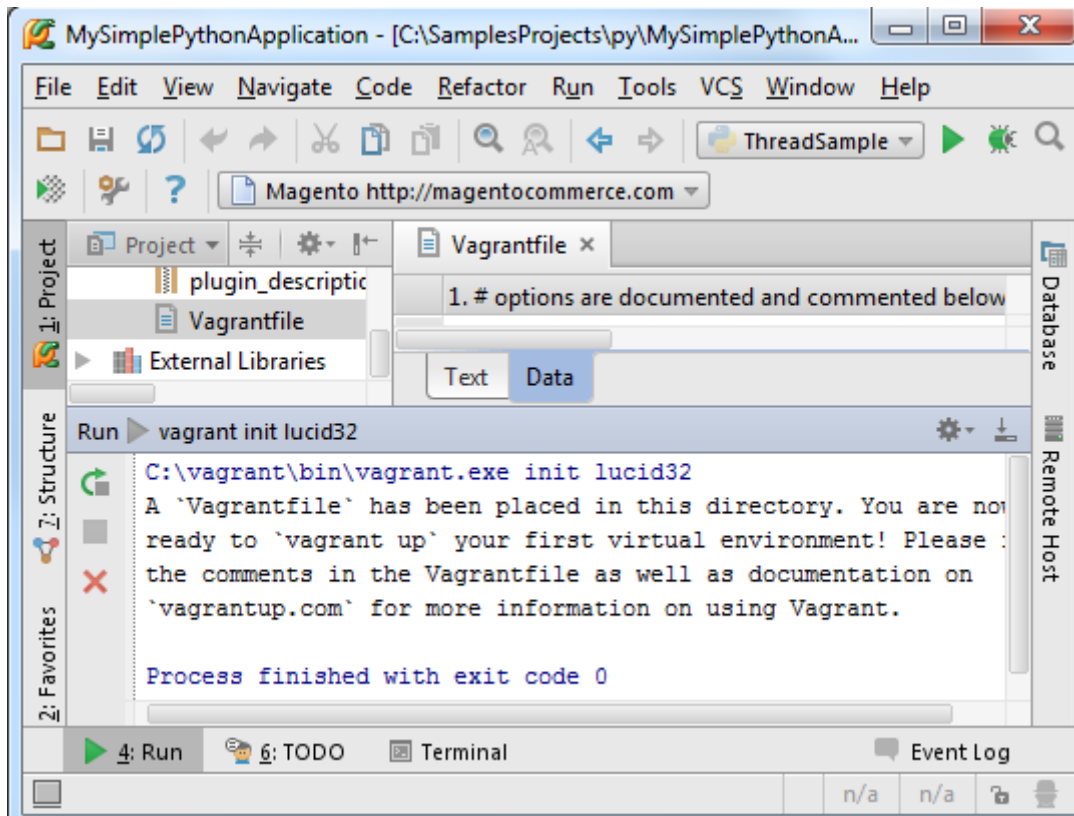 MySimplePythonApplication - [C:\SamplesProjects\py\MySimplePythonA...
File Edit View Navigate Code Refactor Run Tools VCS Window Help
ThreadSample
Magento http://magentocommerce.com
1: Project
7: Structure
2: Favorites
Project
plugin_descriptic
Vagrantfile
External Libraries
Vagrantfile
1. # options are documented and commented below
Text Data
Database
Remote Host
Run vagrant init lucid32
C:\vagrant\bin\vagrant.exe init lucid32
A `Vagrantfile` has been placed in this directory. You are now
ready to `vagrant up` your first virtual environment! Please
the comments in the Vagrantfile as well as documentation on
`vagrantup.com` for more information on using Vagrant.
Process finished with exit code 0
4: Run 6: TODO Terminal Event Log
n/a n/a